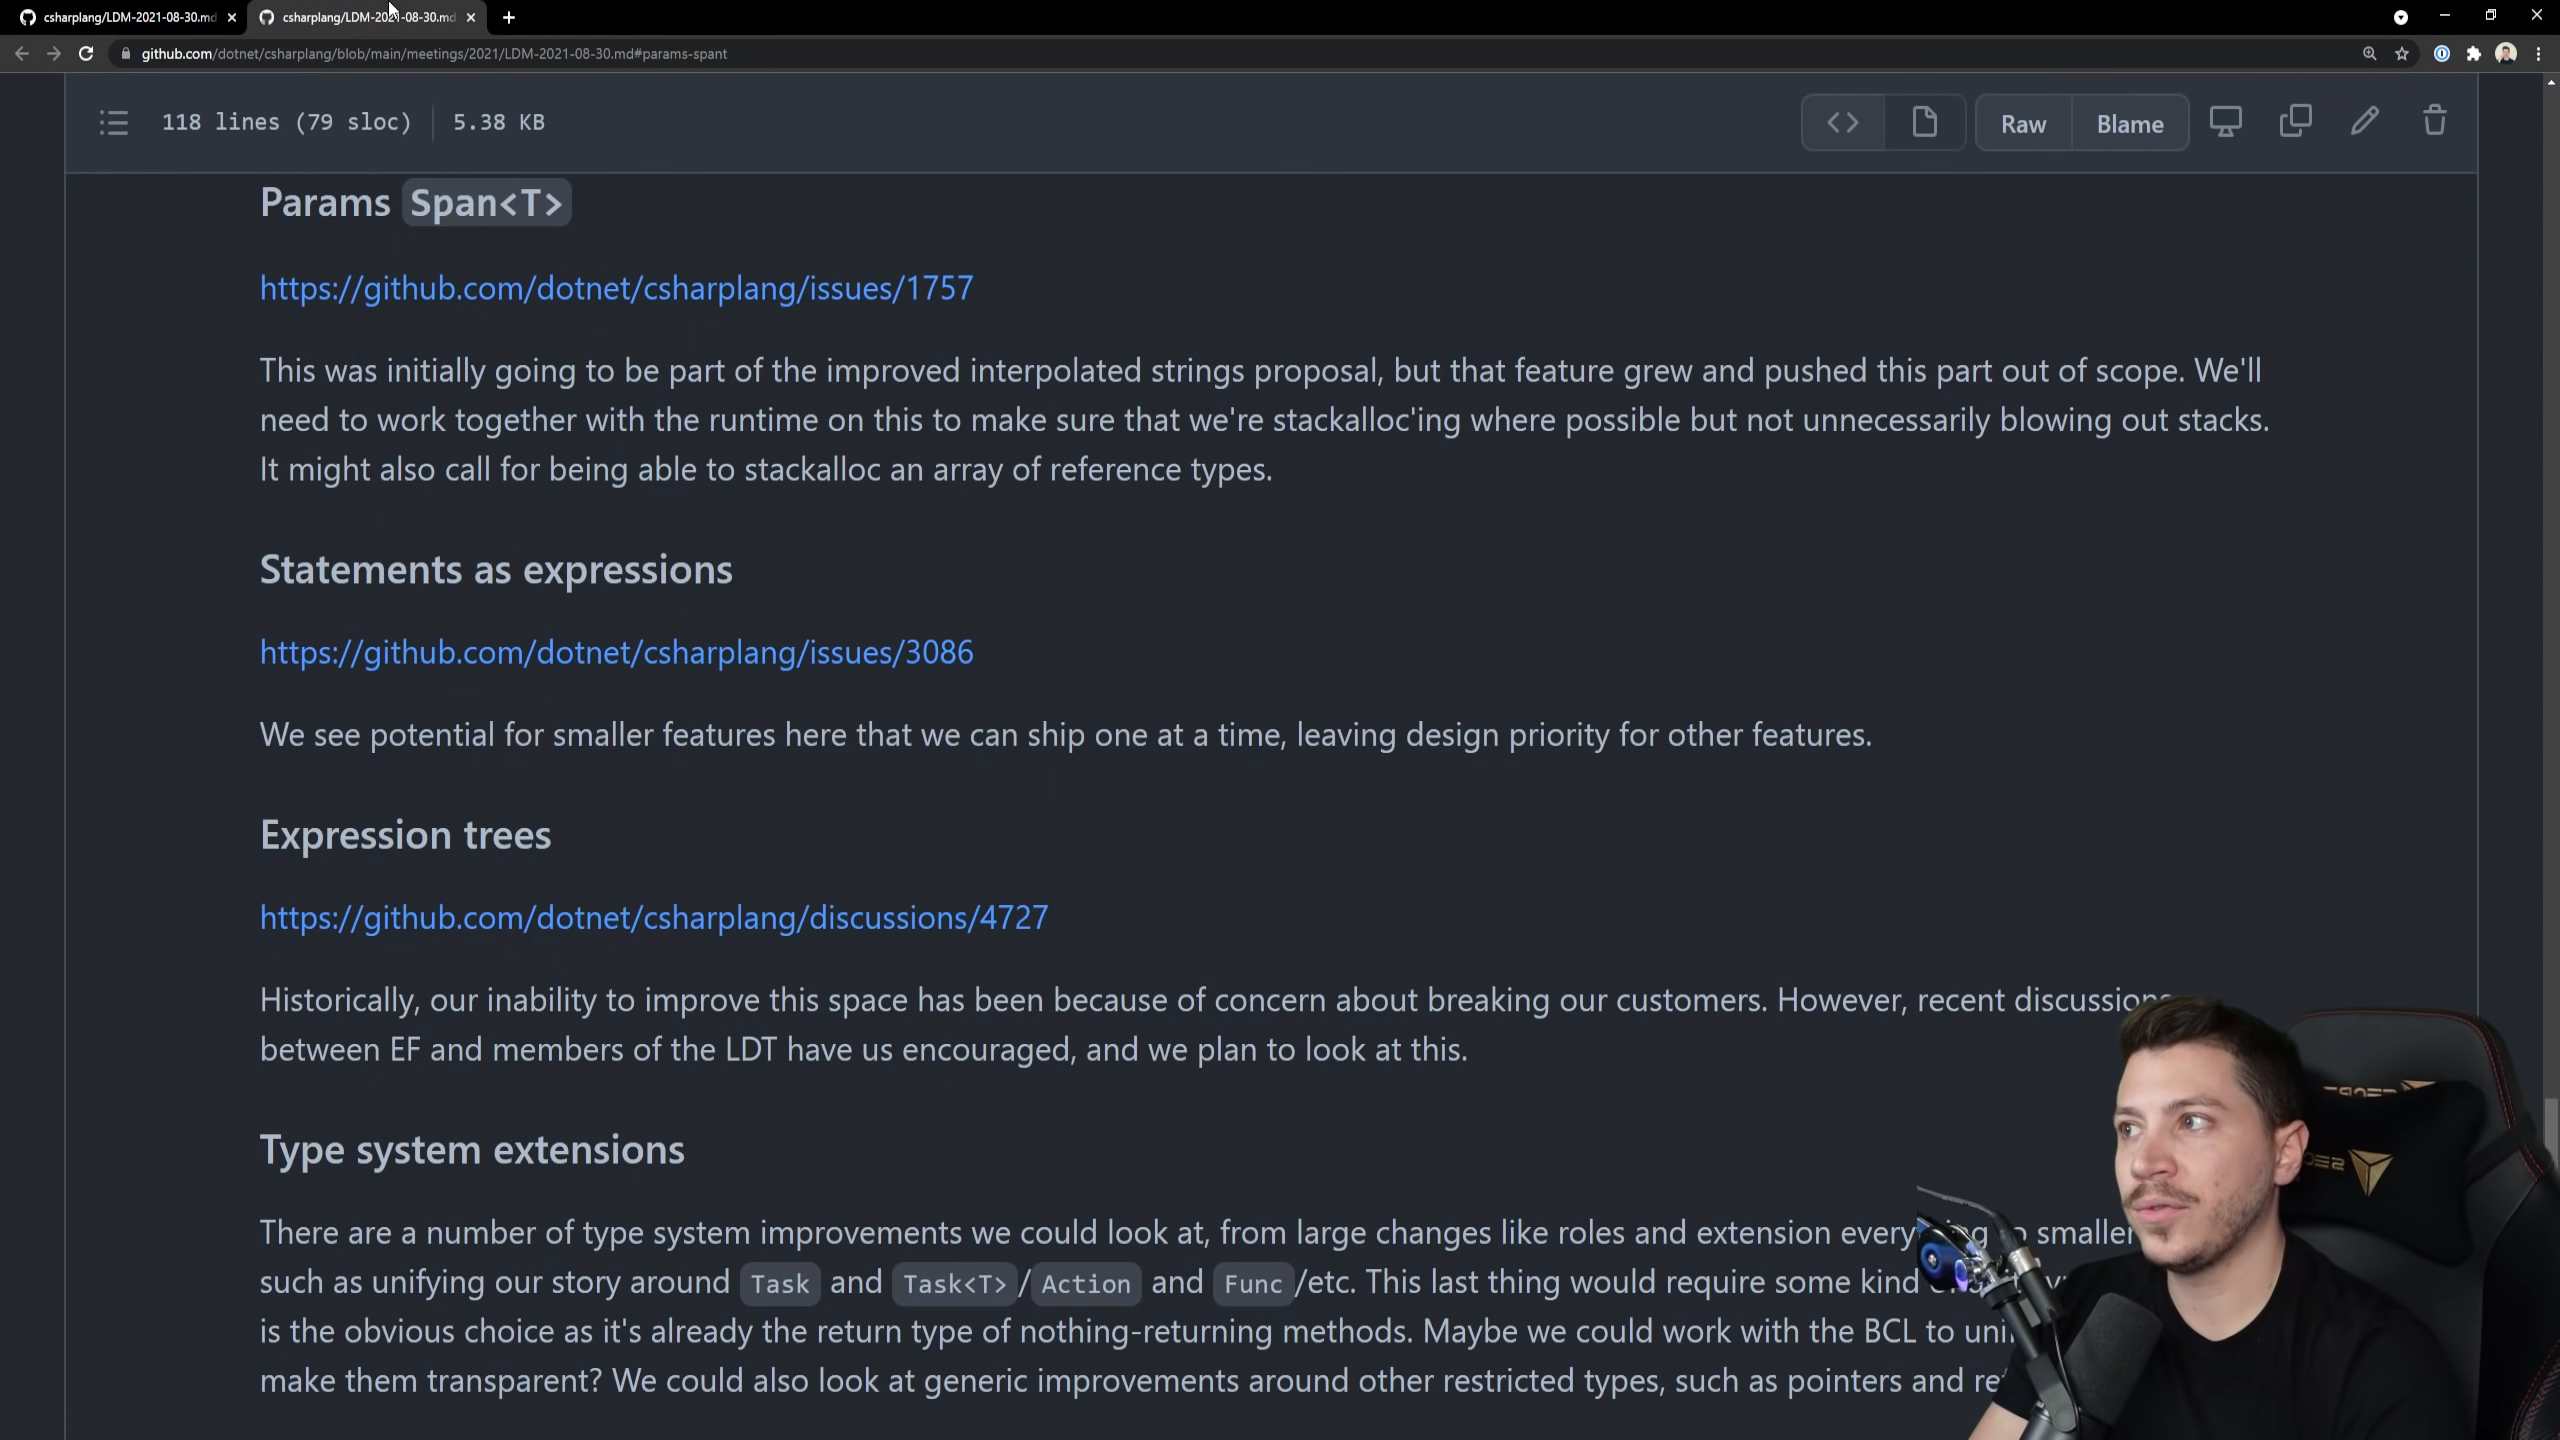 csharplang/LDM-2021-08-30.md
csharplang/LDM-2021-08-30.md
github.com/dotnet/csharplang/blob/main/meetings/2021/LDM-2021-08-30.md#params-spant
118 lines (79 sloc) 5.38 KB
Raw Blame
Params Span<T>
https://github.com/dotnet/csharplang/issues/1757
This was initially going to be part of the improved interpolated strings proposal, but that feature grew and pushed this part out of scope. We'll
need to work together with the runtime on this to make sure that we're stackalloc'ing where possible but not unnecessarily blowing out stacks.
It might also call for being able to stackalloc an array of reference types.
Statements as expressions
https://github.com/dotnet/csharplang/issues/3086
We see potential for smaller features here that we can ship one at a time, leaving design priority for other features.
Expression trees
https://github.com/dotnet/csharplang/discussions/4727
Historically, our inability to improve this space has been because of concern about breaking our customers. However, recent discussions
between EF and members of the LDT have us encouraged, and we plan to look at this.
Type system extensions
There are a number of type system improvements we could look at, from large changes like roles and extension smaller
such as unifying our story around Task and Task<T>/Action and Func/etc. This last thing would require some kind
is the obvious choice as it's already the return type of nothing-returning methods. Maybe we could work with the BCL to
make them transparent? We could also look at generic improvements around other restricted types, such as pointers and